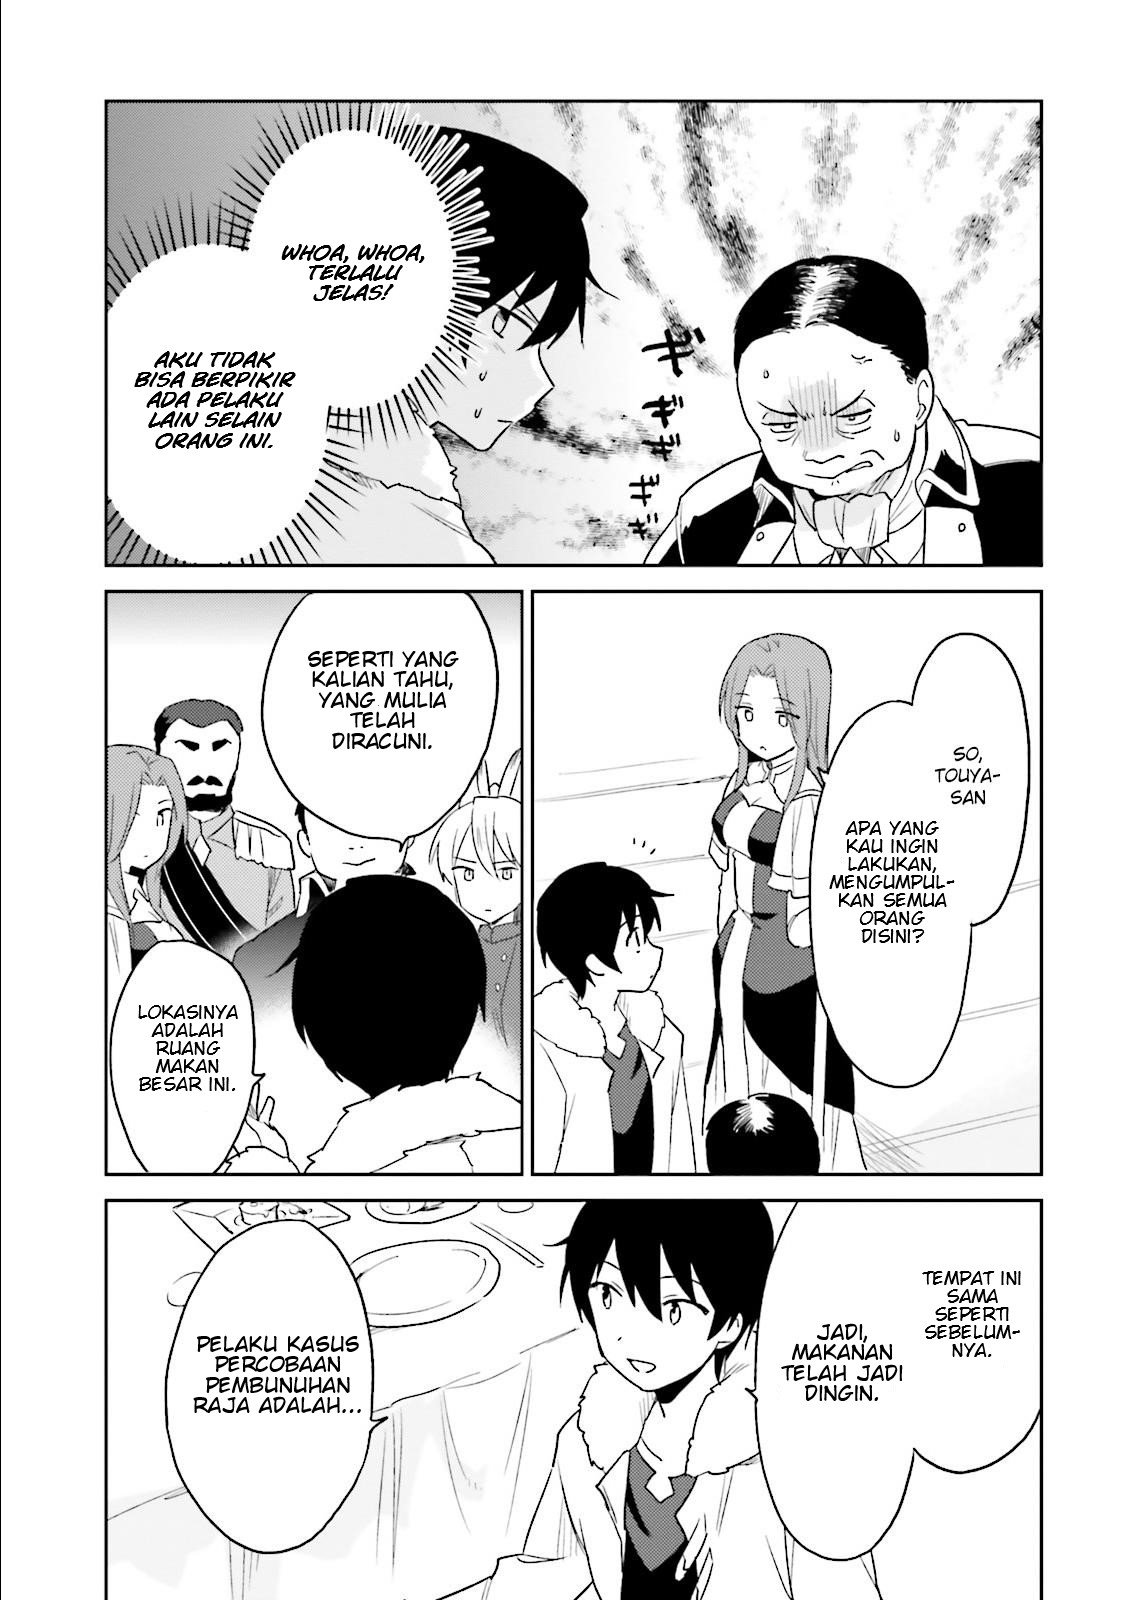 WHOA, WHOA,
TERLALU
JELAS!
AKU TIDAK
BISA BERPIKIR
ADA PELAKU
LAIN SELAIN
ORANG INI.
ギギギギギ
SO,
TOUYA-
SAN
APA YANG
KAU INGIN
LAKUKAN,
MENGUMPUL-
KAN SEMUA
ORANG
DISINI?
SEPERTI YANG
KALIAN TAHU,
YANG MULIA
TELAH
DIRACUNI.
LOKASINYA
ADALAH
RUANG
MAKAN
BESAR INI.
TEMPAT INI
SAMA
SEPERTI
SEBELUM-
NYA.
JADI,
MAKANAN
TELAH JADI
DINGIN.
PELAKU KASUS
PERCOBAAN
PEMBUNUHAN
RAJA ADALAH...